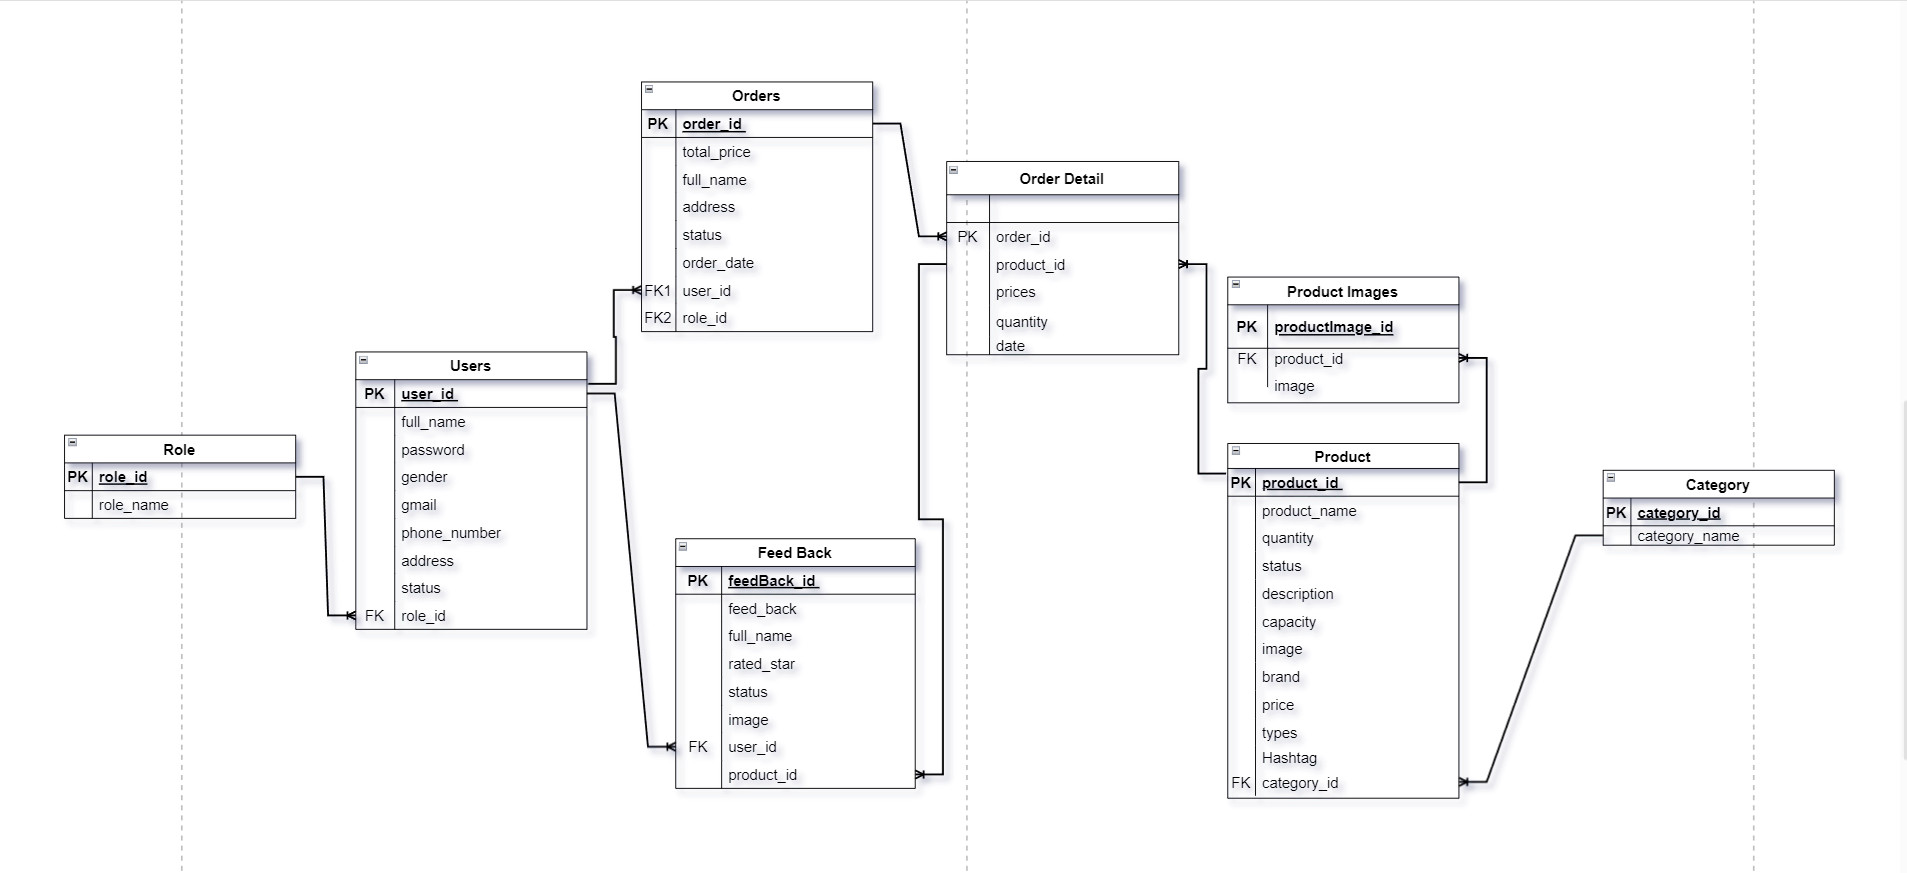 Orders
PK order_id
total_price
full_name
address
status
order_date
FK1 user_id
FK2 role_id
Order Detail
PK order_id
product_id
prices
quantity
date
Product Images
PK productImage_id
FK product_id
image
Users
PK user_id
full_name
password
gender
gmail
phone_number
address
status
FK role_id
Role
PK role_id
role_name
Feed Back
PK feedBack_id
feed_back
full_name
rated_star
status
image
FK user_id
product_id
Product
PK product_id
product_name
quantity
status
description
capacity
image
brand
price
types
Hashtag
FK category_id
Category
PK category_id
category_name